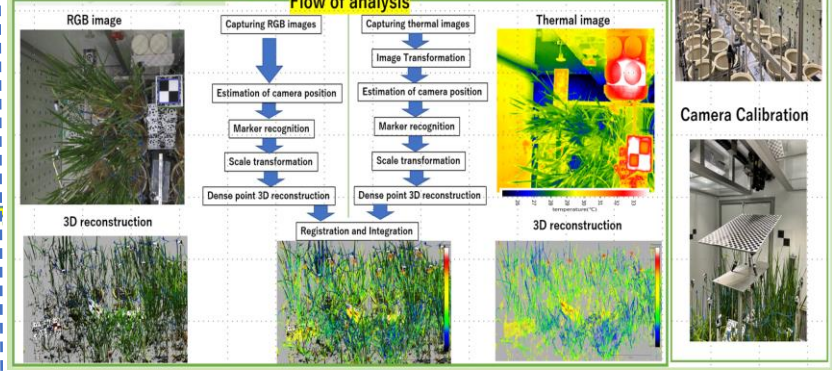 Flow of analysis
RGB image
Capturing RGB images
Capturing thermal images
Thermal image
Image Transformation
Estimation of camera position
Estimation of camera position
Marker recognition
Marker recognition
Scale transformation
Scale transformation
Dense point 3D reconstruction
Dense point 3D reconstruction
Registration and Integration
temperature(°C)
3D reconstruction
3D reconstruction
Camera Calibration